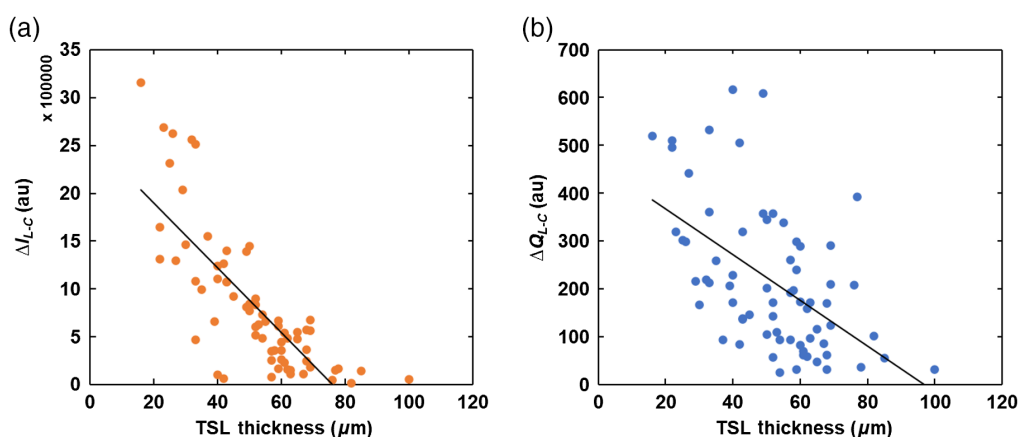 (a)
x 100000
35
30
25
20
15
10
5
0
ΔI_L-C (au)
0 20 40 60 80 100 120
TSL thickness (μm)
(b)
700
600
500
400
300
200
100
0
ΔQ_L-C (au)
0 20 40 60 80 100 120
TSL thickness (μm)